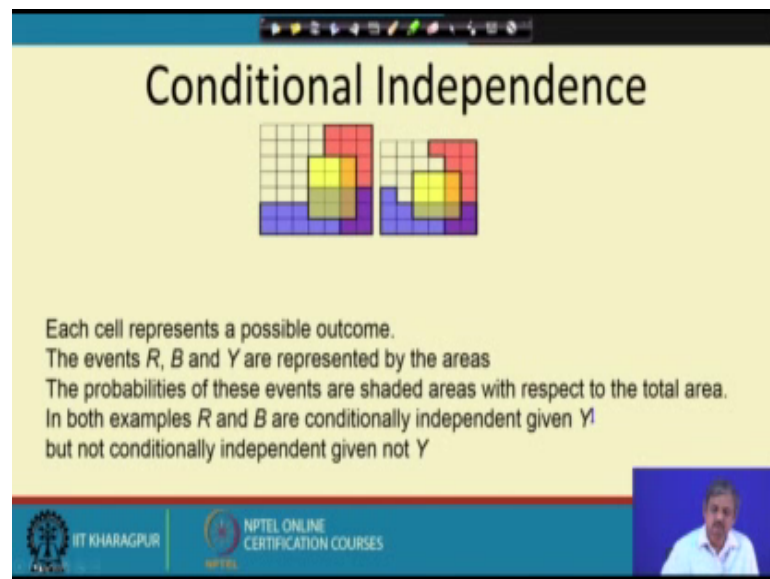 Conditional Independence
Each cell represents a possible outcome.
The events R, B and Y are represented by the areas
The probabilities of these events are shaded areas with respect to the total area.
In both examples R and B are conditionally independent given Y
but not conditionally independent given not Y
IIT KHARAGPUR
NPTEL ONLINE
CERTIFICATION COURSES
NPTEL